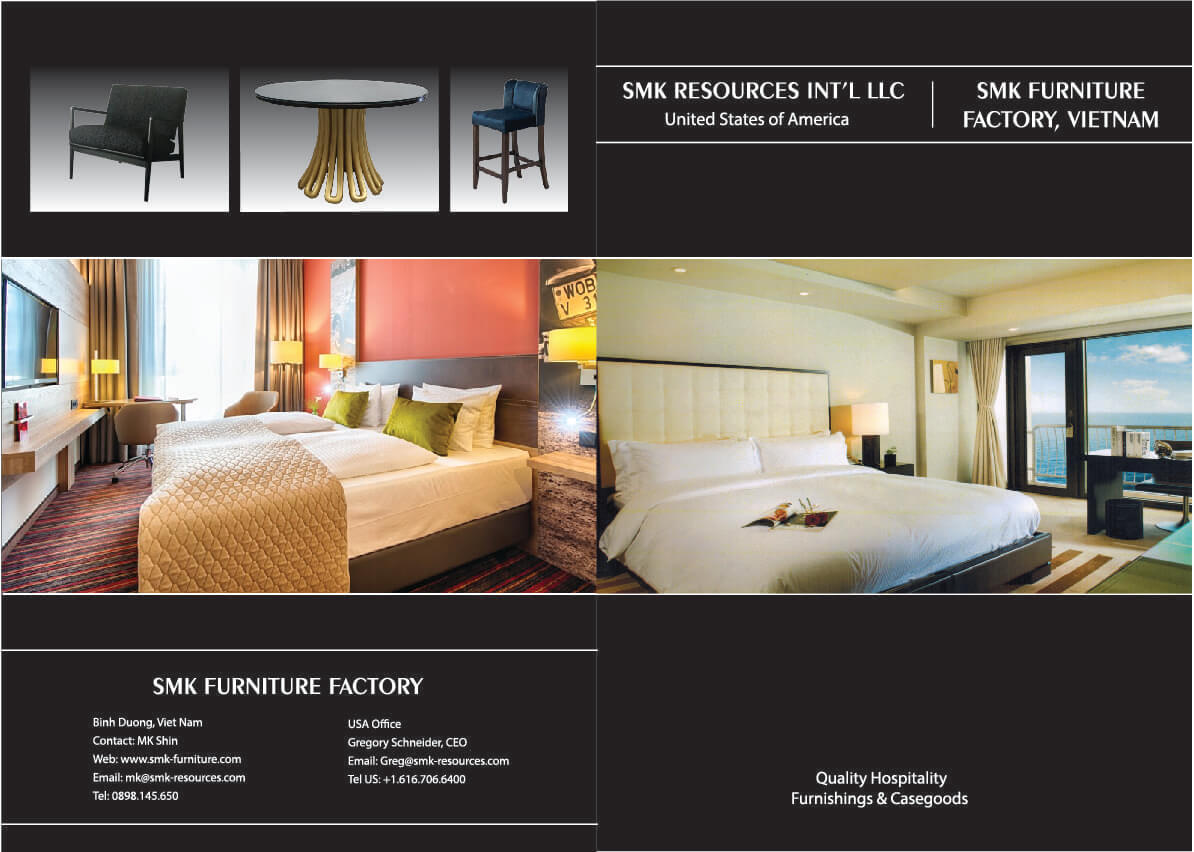 SMK RESOURCES INT'L LLC
United States of America
SMK FURNITURE
FACTORY, VIETNAM
WOB
V 31
SMK FURNITURE FACTORY
Binh Duong, Viet Nam
Contact: MK Shin
Web: www.smk-furniture.com
Email: mk@smk-resources.com
Tel: 0898.145.650
USA Office
Gregory Schneider, CEO
Email: Greg@smk-resources.com
Tel US: +1.616.706.6400
Quality Hospitality
Furnishings & Casegoods